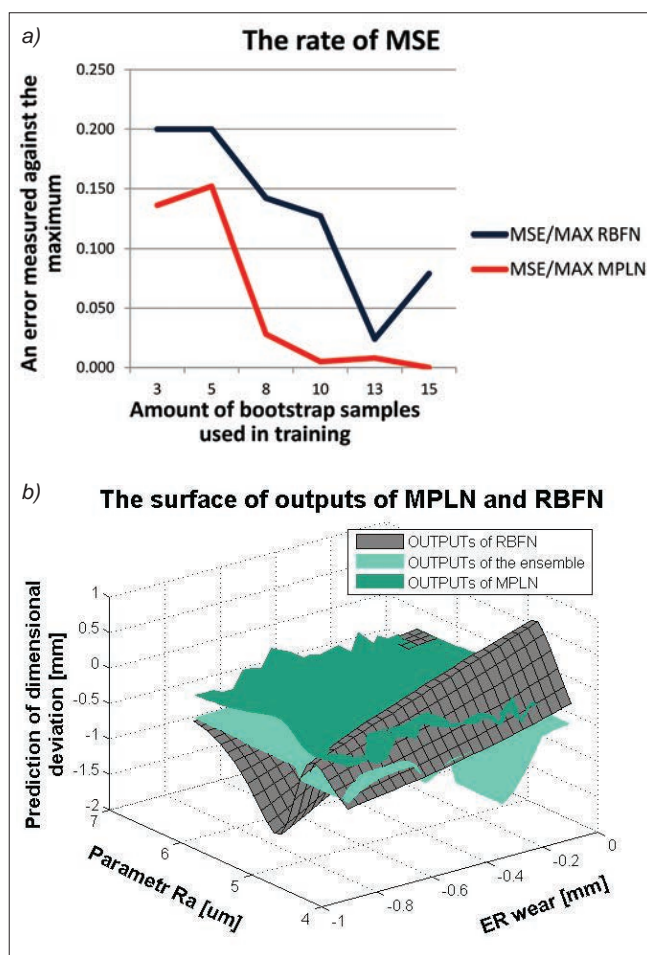 a)
The rate of MSE
An error measured against the
maximum
0.250
0.200
0.150
0.100
0.050
0.000
3 5 8 10 13 15
Amount of bootstrap samples
used in training
MSE/MAX RBFN
MSE/MAX MPLN
b)
The surface of outputs of MPLN and RBFN
OUTPUTs of RBFN
OUTPUTs of the ensemble
OUTPUTs of MPLN
Prediction of dimensional
deviation [mm]
1
0.5
0
-0.5
-1
-1.5
-2
7
6
5
4
Parametr Ra [um]
-1
-0.8
-0.6
-0.4
-0.2
0
ER wear [mm]